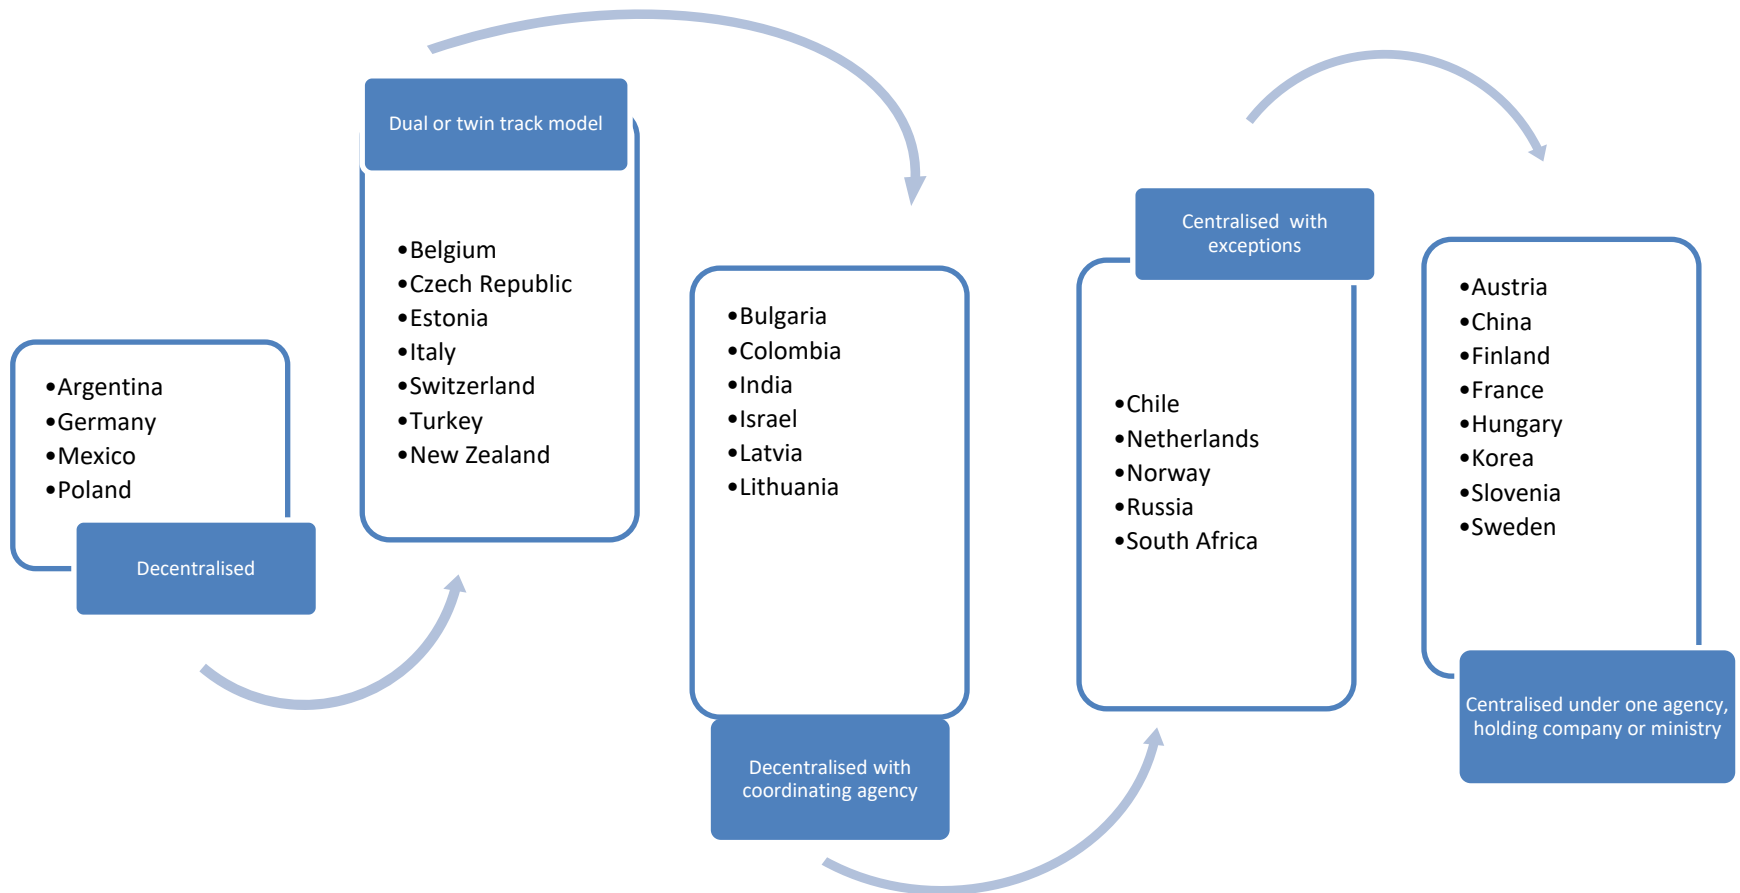 •Argentina
•Germany
•Mexico
•Poland
Decentralised
Dual or twin track model
•Belgium
•Czech Republic
•Estonia
•Italy
•Switzerland
•Turkey
•New Zealand
•Bulgaria
•Colombia
•India
•Israel
•Latvia
•Lithuania
Decentralised with
coordinating agency
Centralised with
exceptions
•Chile
•Netherlands
•Norway
•Russia
•South Africa
•Austria
•China
•Finland
•France
•Hungary
•Korea
•Slovenia
•Sweden
Centralised under one agency,
holding company or ministry